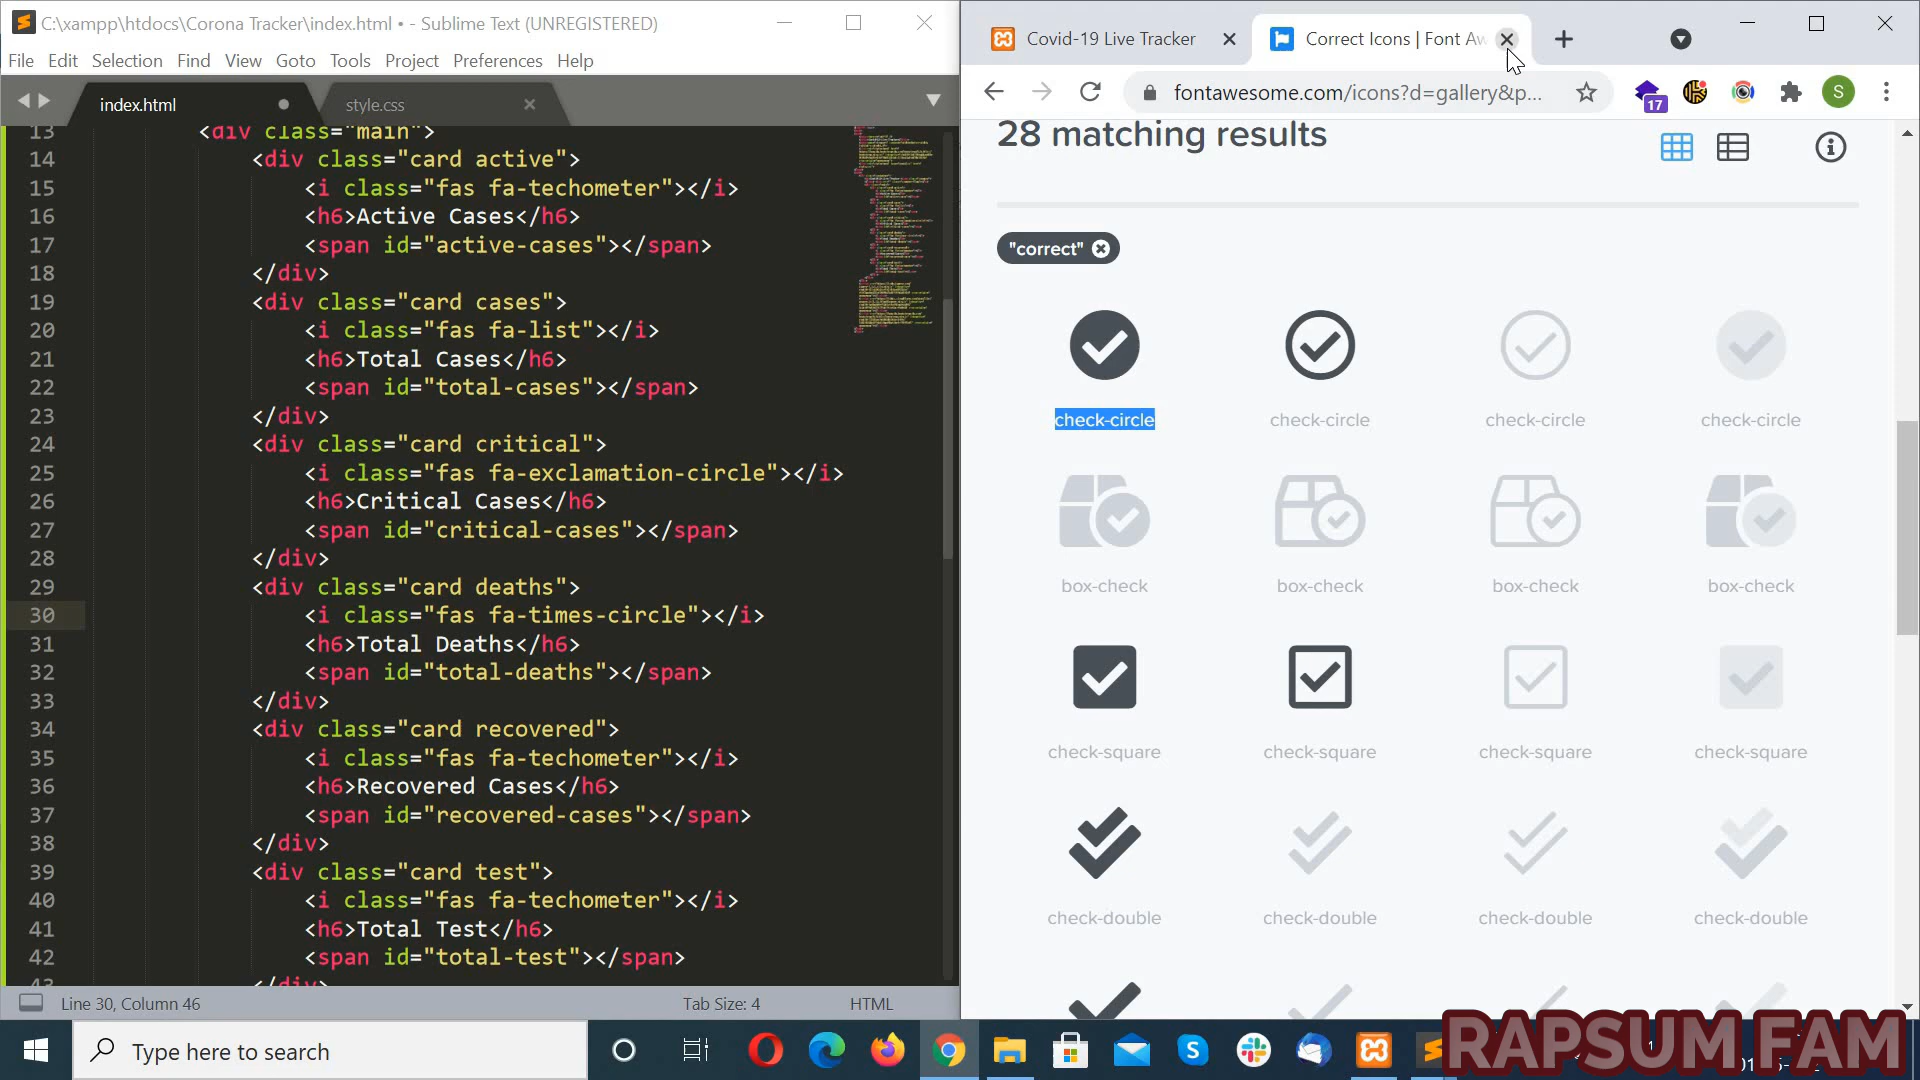 C:\xampp\htdocs\Corona Tracker\index.html • - Sublime Text (UNREGISTERED)
File Edit Selection Find View Goto Tools Project Preferences Help
index.html
style.css
13 <div class="main">
14 <div class="card active">
15 <i class="fas fa-techometer"></i>
16 <h6>Active Cases</h6>
17 <span id="active-cases"></span>
18 </div>
19 <div class="card cases">
20 <i class="fas fa-list"></i>
21 <h6>Total Cases</h6>
22 <span id="total-cases"></span>
23 </div>
24 <div class="card critical">
25 <i class="fas fa-exclamation-circle"></i>
26 <h6>Critical Cases</h6>
27 <span id="critical-cases"></span>
28 </div>
29 <div class="card deaths">
30 <i class="fas fa-times-circle"></i>
31 <h6>Total Deaths</h6>
32 <span id="total-deaths"></span>
33 </div>
34 <div class="card recovered">
35 <i class="fas fa-techometer"></i>
36 <h6>Recovered Cases</h6>
37 <span id="recovered-cases"></span>
38 </div>
39 <div class="card test">
40 <i class="fas fa-techometer"></i>
41 <h6>Total Test</h6>
42 <span id="total-test"></span>
43 </div>
Line 30, Column 46
Tab Size: 4
HTML
Covid-19 Live Tracker
Correct Icons | Font Aw
fontawesome.com/icons?d=gallery&p...
17
S
28 matching results
"correct"
check-circle check-circle check-circle check-circle
box-check box-check box-check box-check
check-square check-square check-square check-square
check-double check-double check-double check-double
Type here to search
RAPSUM FAM